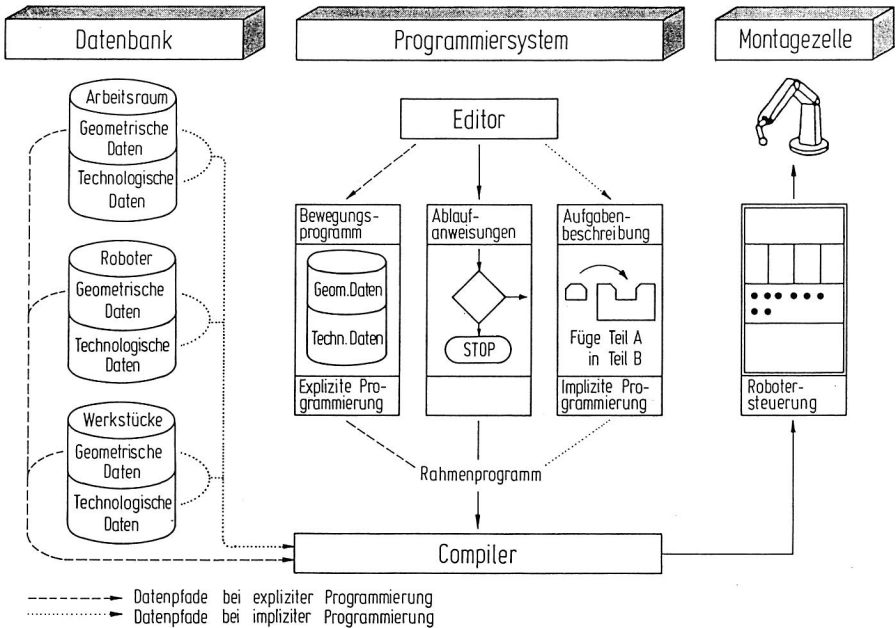 Datenbank
Programmiersystem
Montagezelle
Arbeitsraum
Geometrische
Daten
Technologische
Daten
Roboter
Geometrische
Daten
Technologische
Daten
Werkstücke
Geometrische
Daten
Technologische
Daten
Editor
Bewegungs-
programm
Geom.Daten
Techn.Daten
Explizite Pro-
grammierung
Ablauf-
anweisungen
STOP
Aufgaben-
beschreibung
Füge Teil A
in Teil B
Implizite Pro-
grammierung
Rahmenprogramm
Compiler
Roboter-
steuerung
Datenpfade bei expliziter Programmierung
Datenpfade bei impliziter Programmierung